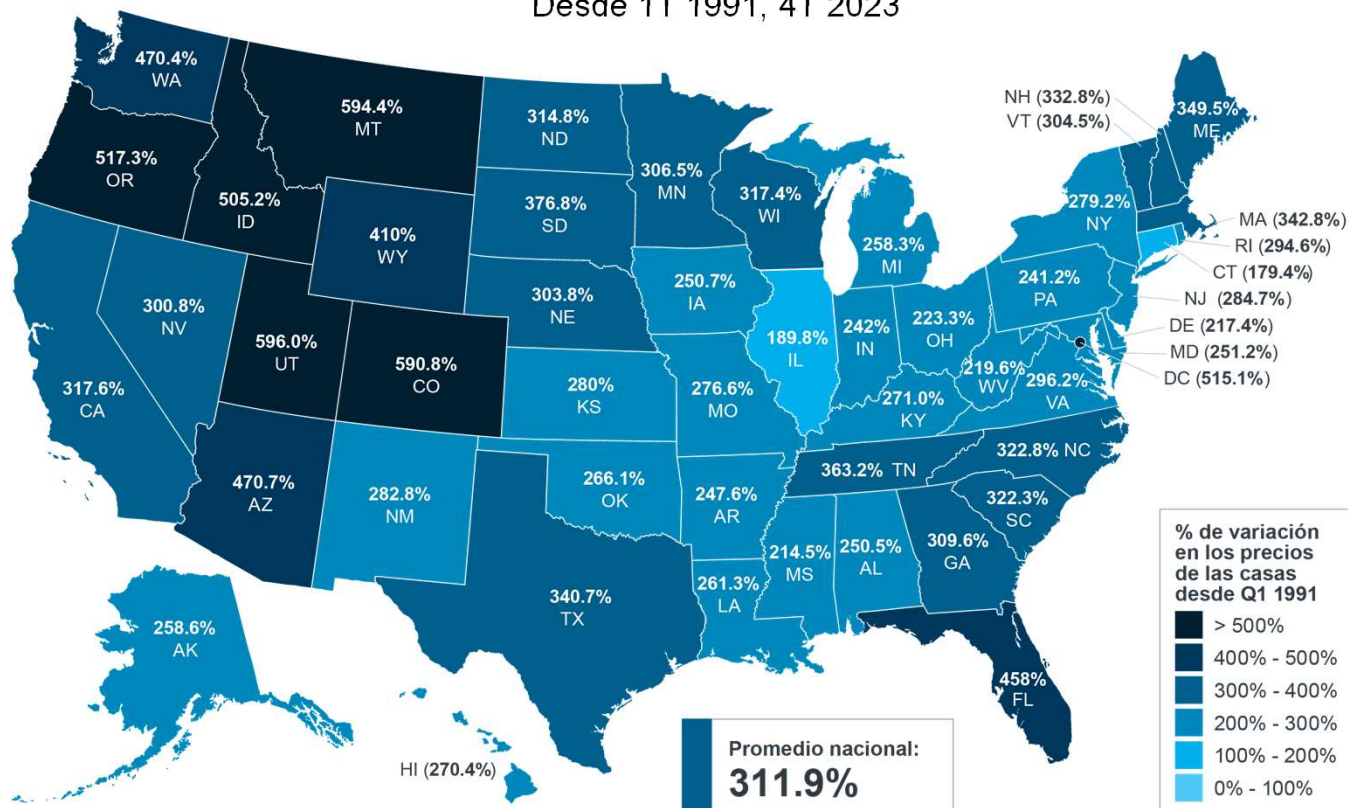 Desde 1T 1991, 4T 2023
470.4%
WA
594.4%
MT
314.8%
ND
306.5%
MN
317.4%
WI
NH (332.8%)
VT (304.5%)
349.5%
ME
517.3%
OR
505.2%
ID
410%
WY
376.8%
SD
258.3%
MI
279.2%
NY
MA (342.8%)
RI (294.6%)
CT (179.4%)
NJ (284.7%)
DE (217.4%)
MD (251.2%)
DC (515.1%)
300.8%
NV
317.6%
CA
596.0%
UT
590.8%
CO
303.8%
NE
250.7%
IA
189.8%
IL
242%
IN
223.3%
OH
241.2%
PA
219.6%
WV
296.2%
VA
280%
KS
276.6%
MO
271.0%
KY
470.7%
AZ
282.8%
NM
266.1%
OK
247.6%
AR
363.2% TN
322.8% NC
322.3%
SC
340.7%
TX
261.3%
LA
214.5%
MS
250.5%
AL
309.6%
GA
458%
FL
258.6%
AK
HI (270.4%)
Promedio nacional:
311.9%
% de variación
en los precios
de las casas
desde Q1 1991
> 500%
400% - 500%
300% - 400%
200% - 300%
100% - 200%
0% - 100%